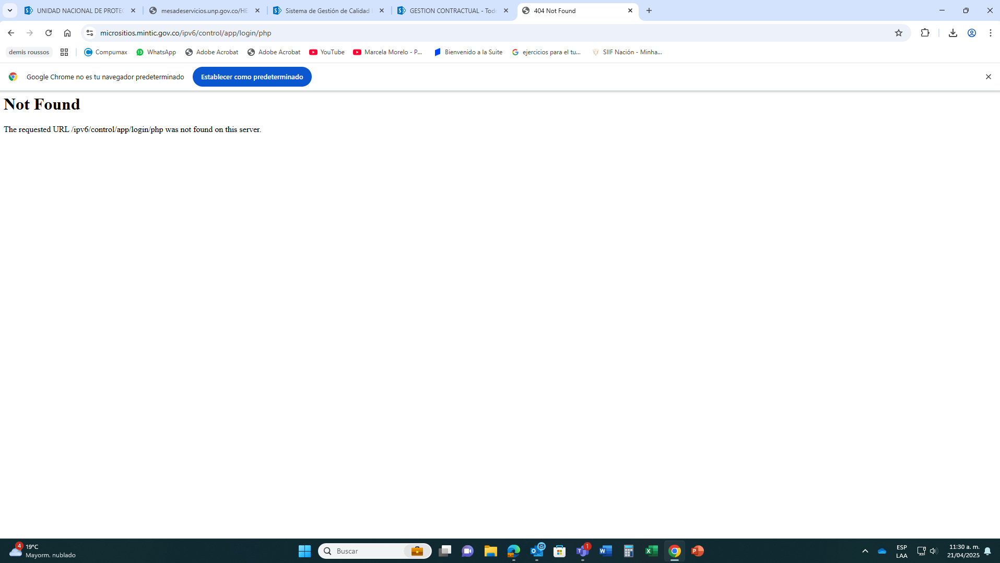 UNIDAD NACIONAL DE PROTEC
mesadeservicios.unp.gov.co/HE
Sistema de Gestión de Calidad
GESTION CONTRACTUAL - Tod
404 Not Found
micrositios.mintic.gov.co/ipv6/control/app/login/php
demis roussos
Compumax
13
WhatsApp
Adobe Acrobat
Adobe Acrobat
YouTube
Marcela Morelo - P...
Bienvenido a la Suite
ejercicios para el tu...
SIIF Nación - Minha...
Google Chrome no es tu navegador predeterminado
Establecer como predeterminado
Not Found
The requested URL /ipv6/control/app/login/php was not found on this server.
4
19°C
Mayorm. nublado
Buscar
1
ESP
LAA
11:30 a. m.
21/04/2025